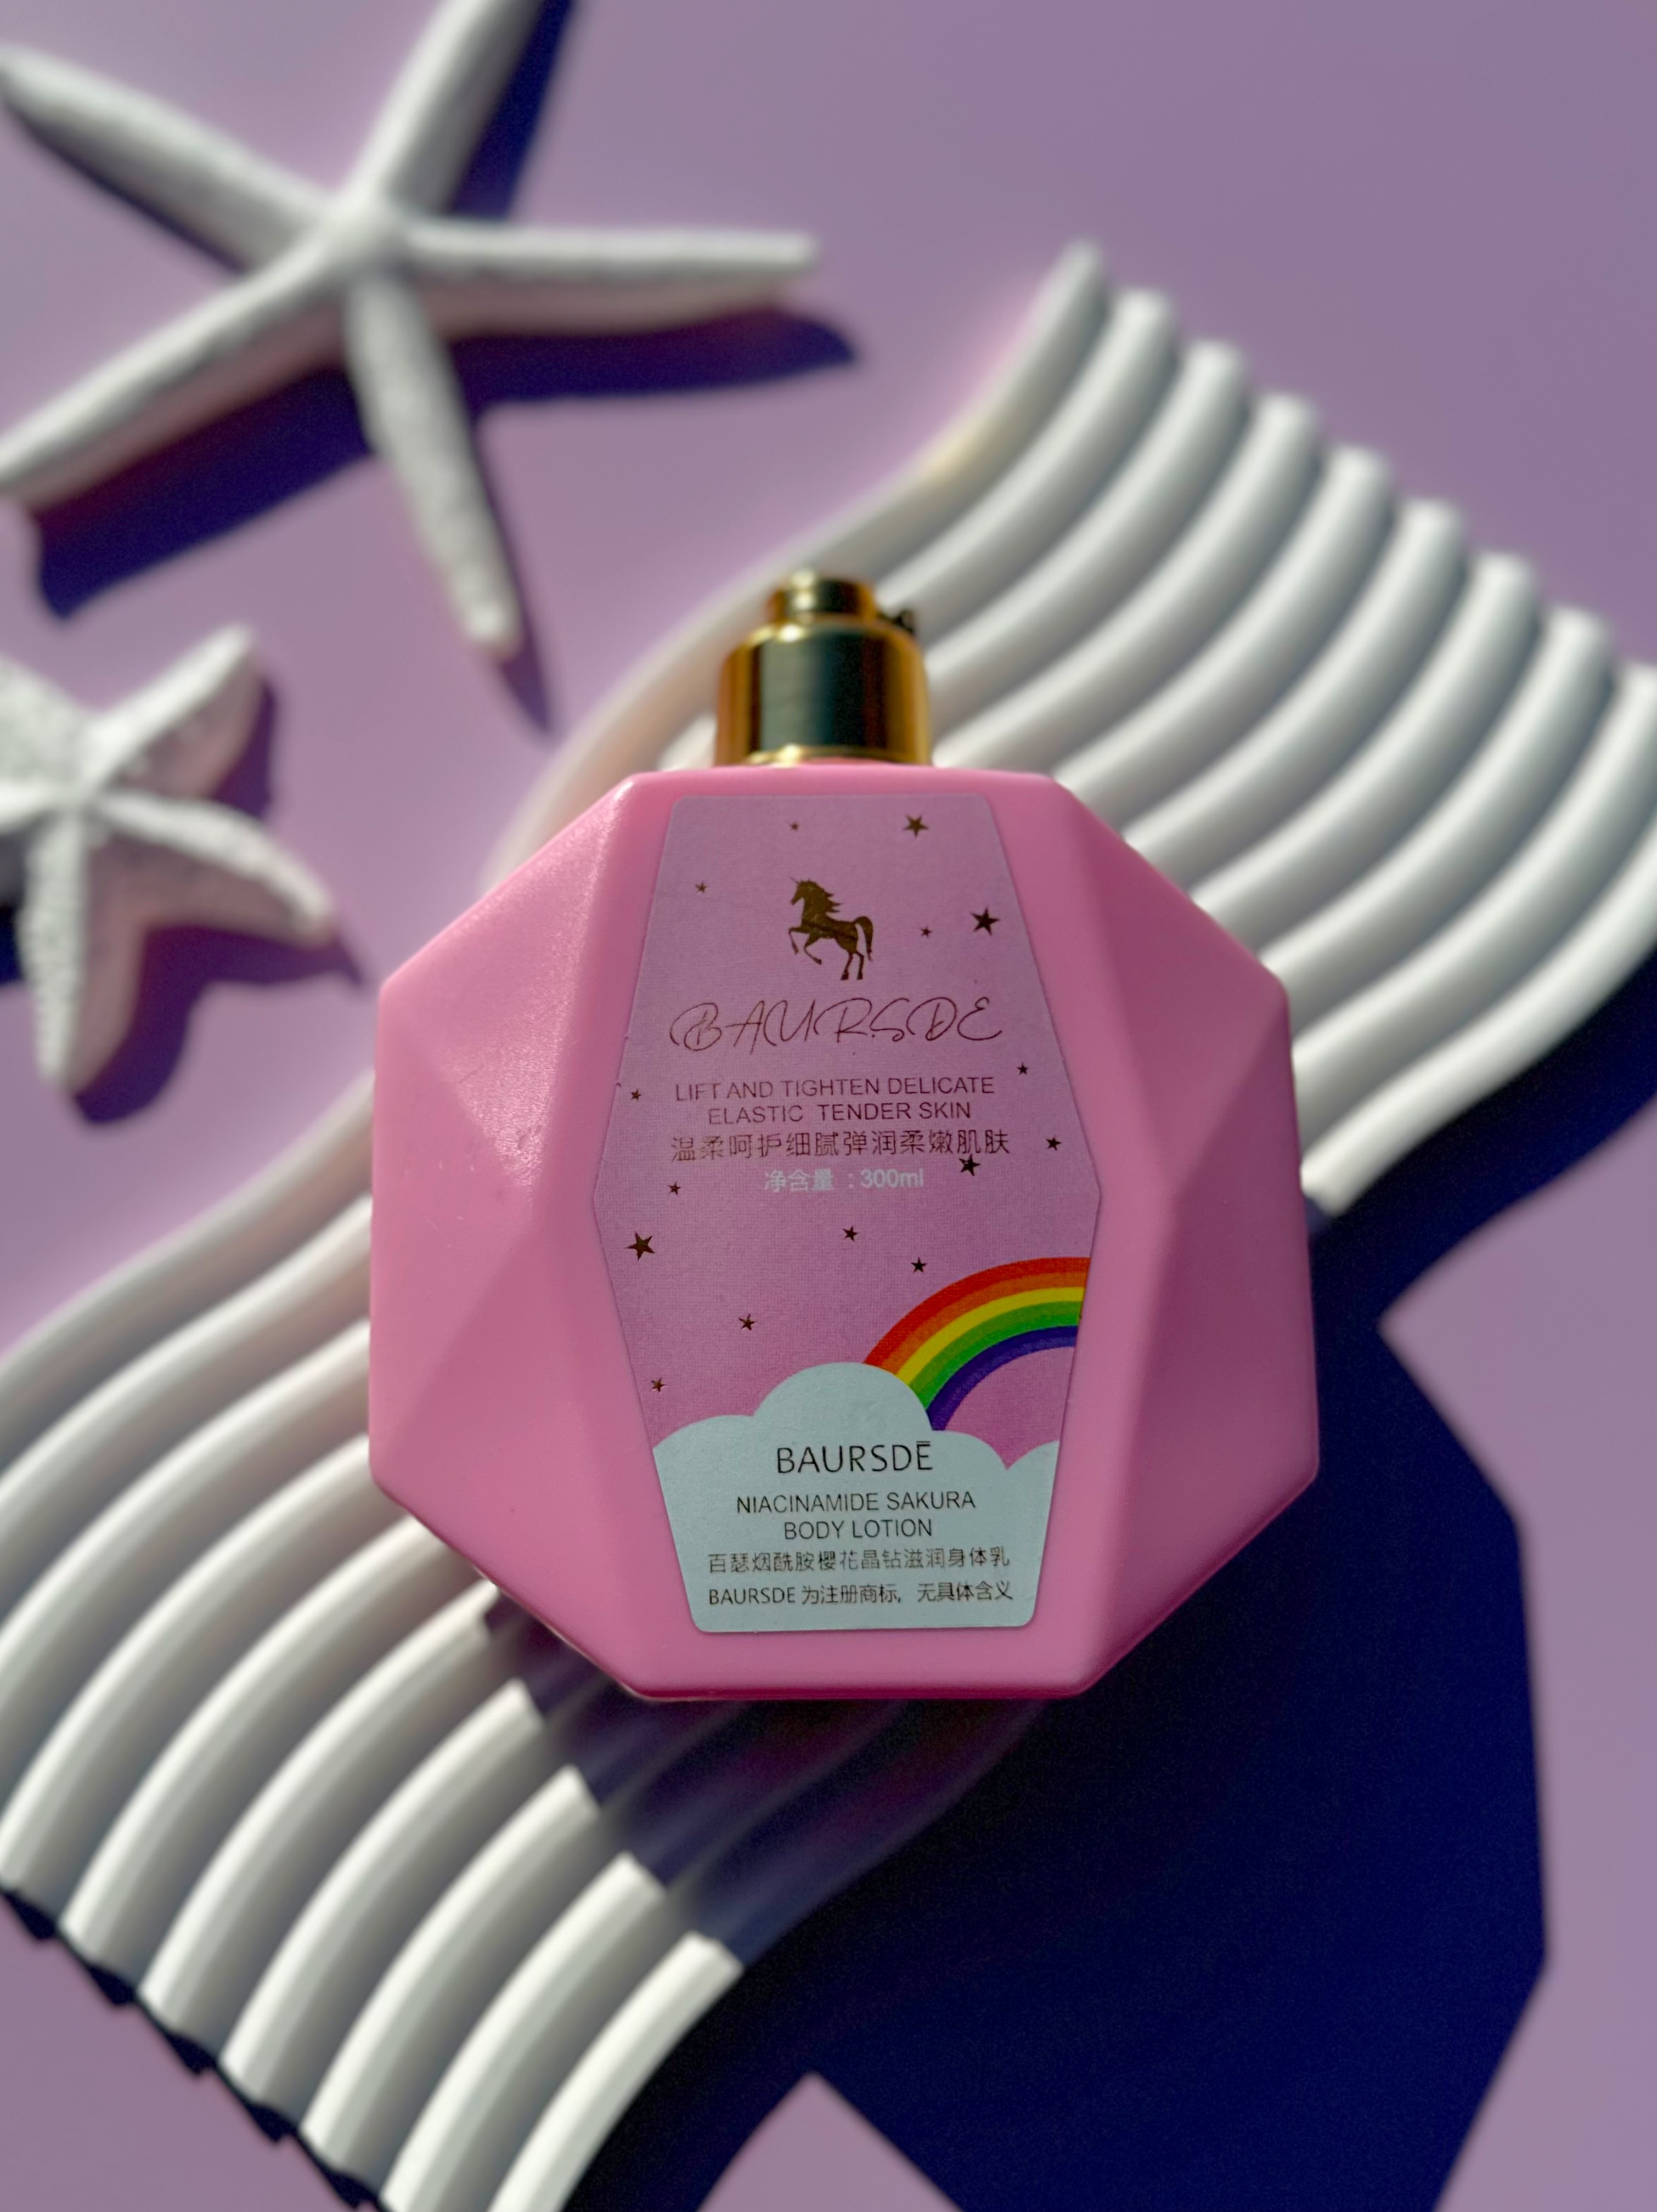 BAURSDE
LIFT AND TIGHTEN DELICATE
ELASTIC TENDER SKIN
温柔呵护细腻弹润柔嫩肌肤
净含量 : 300ml
BAURSDĒ
NIACINAMIDE SAKURA
BODY LOTION
百瑟烟酰胺樱花晶钻滋润身体乳
BAURSDE 为注册商标, 无具体含义